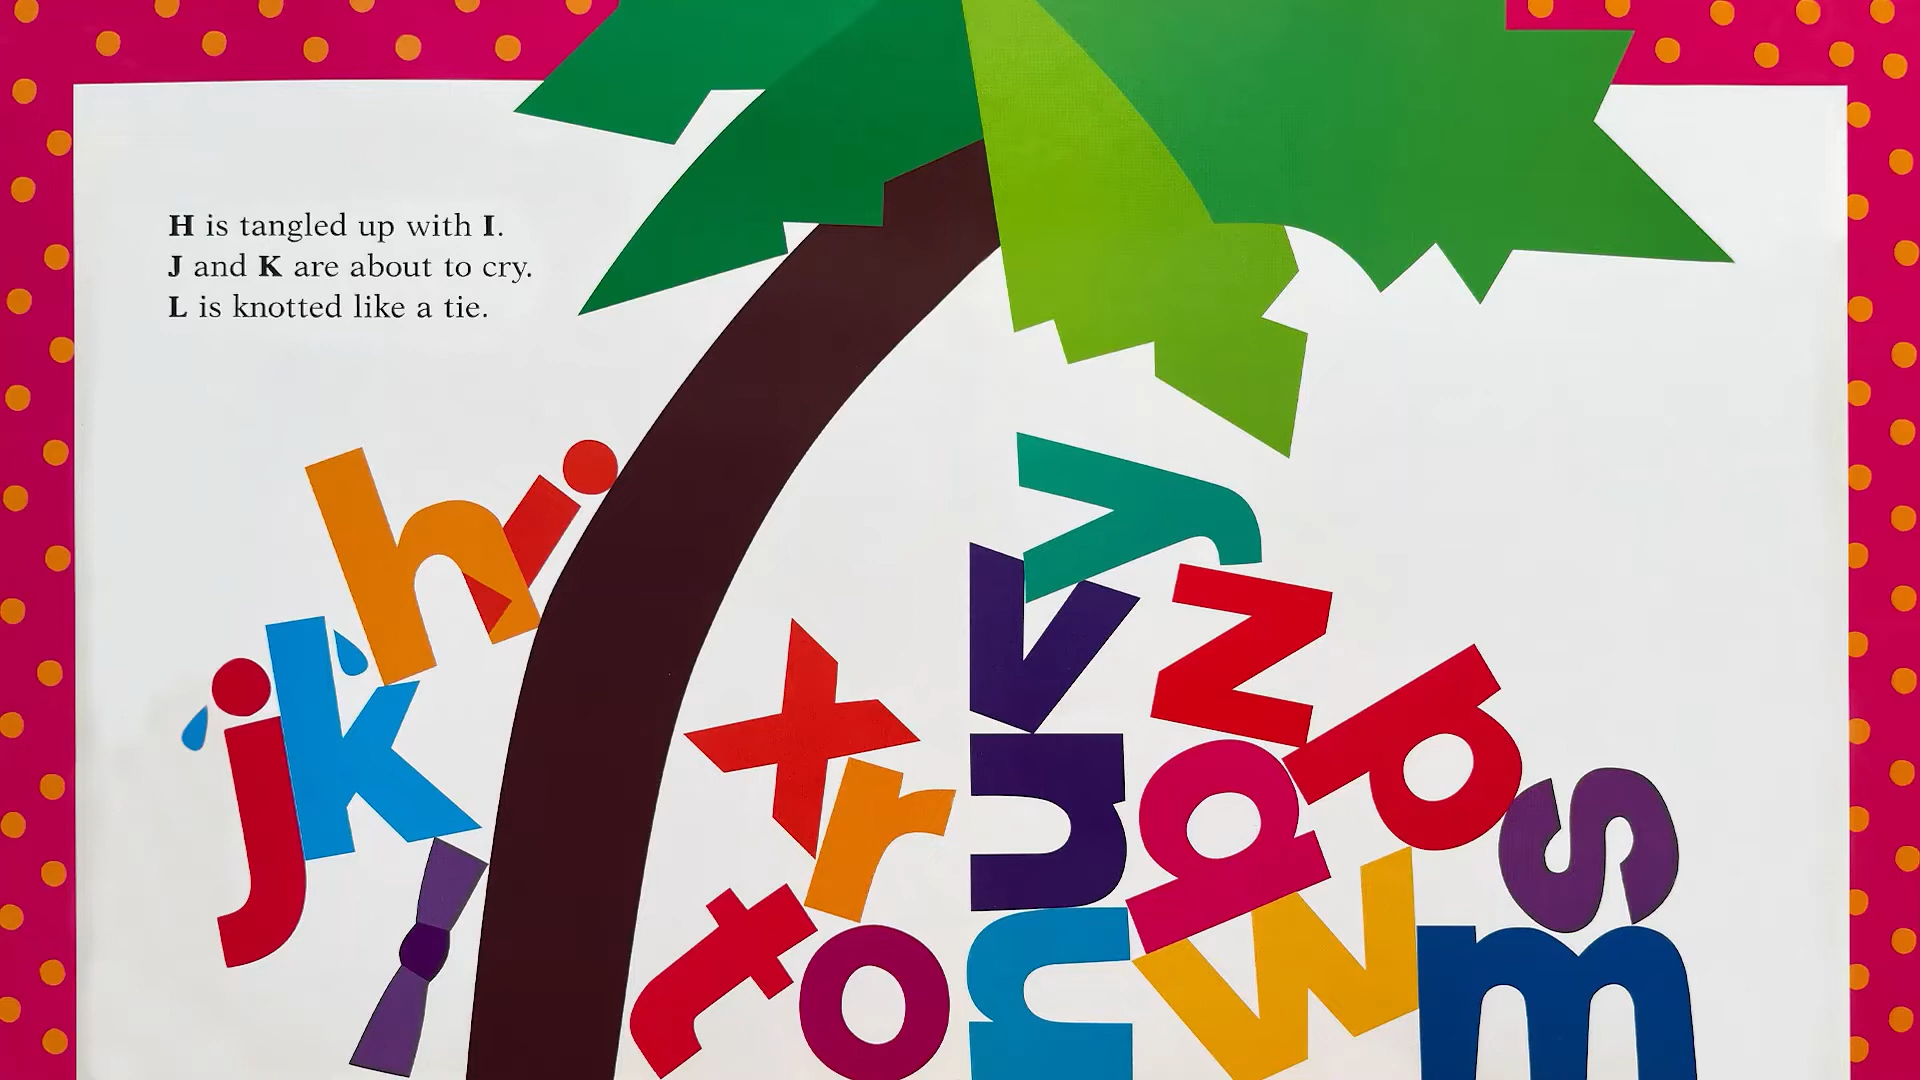 H is tangled up with I.
J and K are about to cry.
L is knotted like a tie.
h i
j k
l
y
v z
x u q p s
r n w m
t o